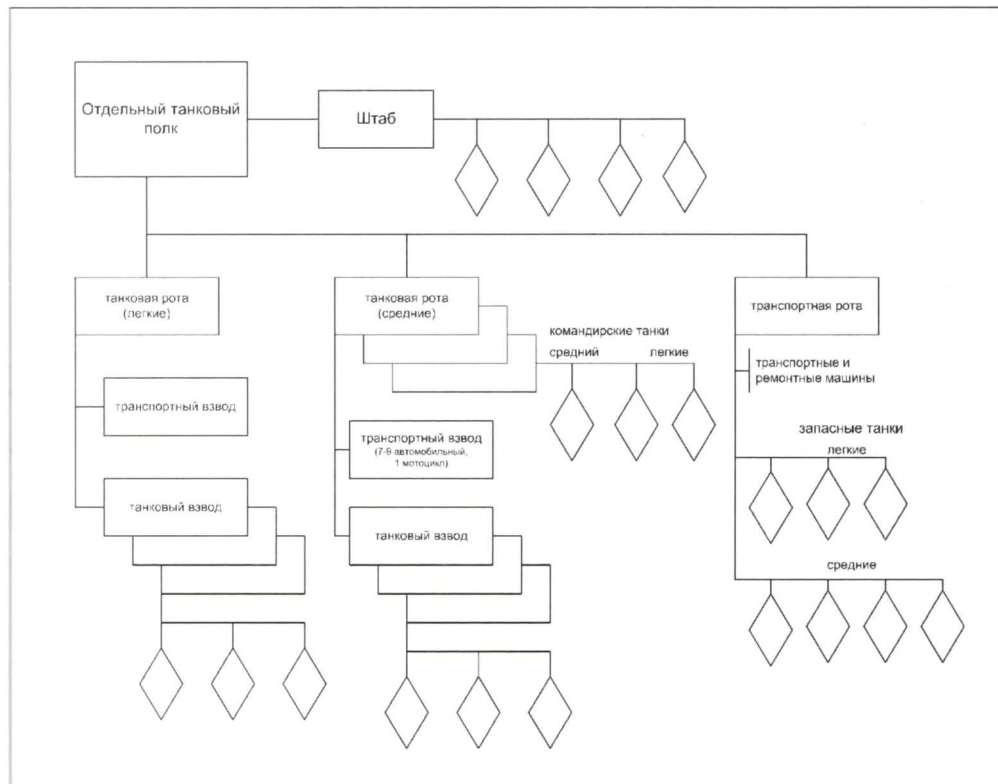 Отдельный танковый
полк
Штаб
танковая рота
(легкие)
танковая рота
(средние)
транспортная рота
командирские танки
средний
легкие
транспортные и
ремонтные машины
транспортный взвод
транспортный взвод
(7-9 автомобильный,
1 мотоцикл)
запасные танки
легкие
танковый взвод
танковый взвод
средние